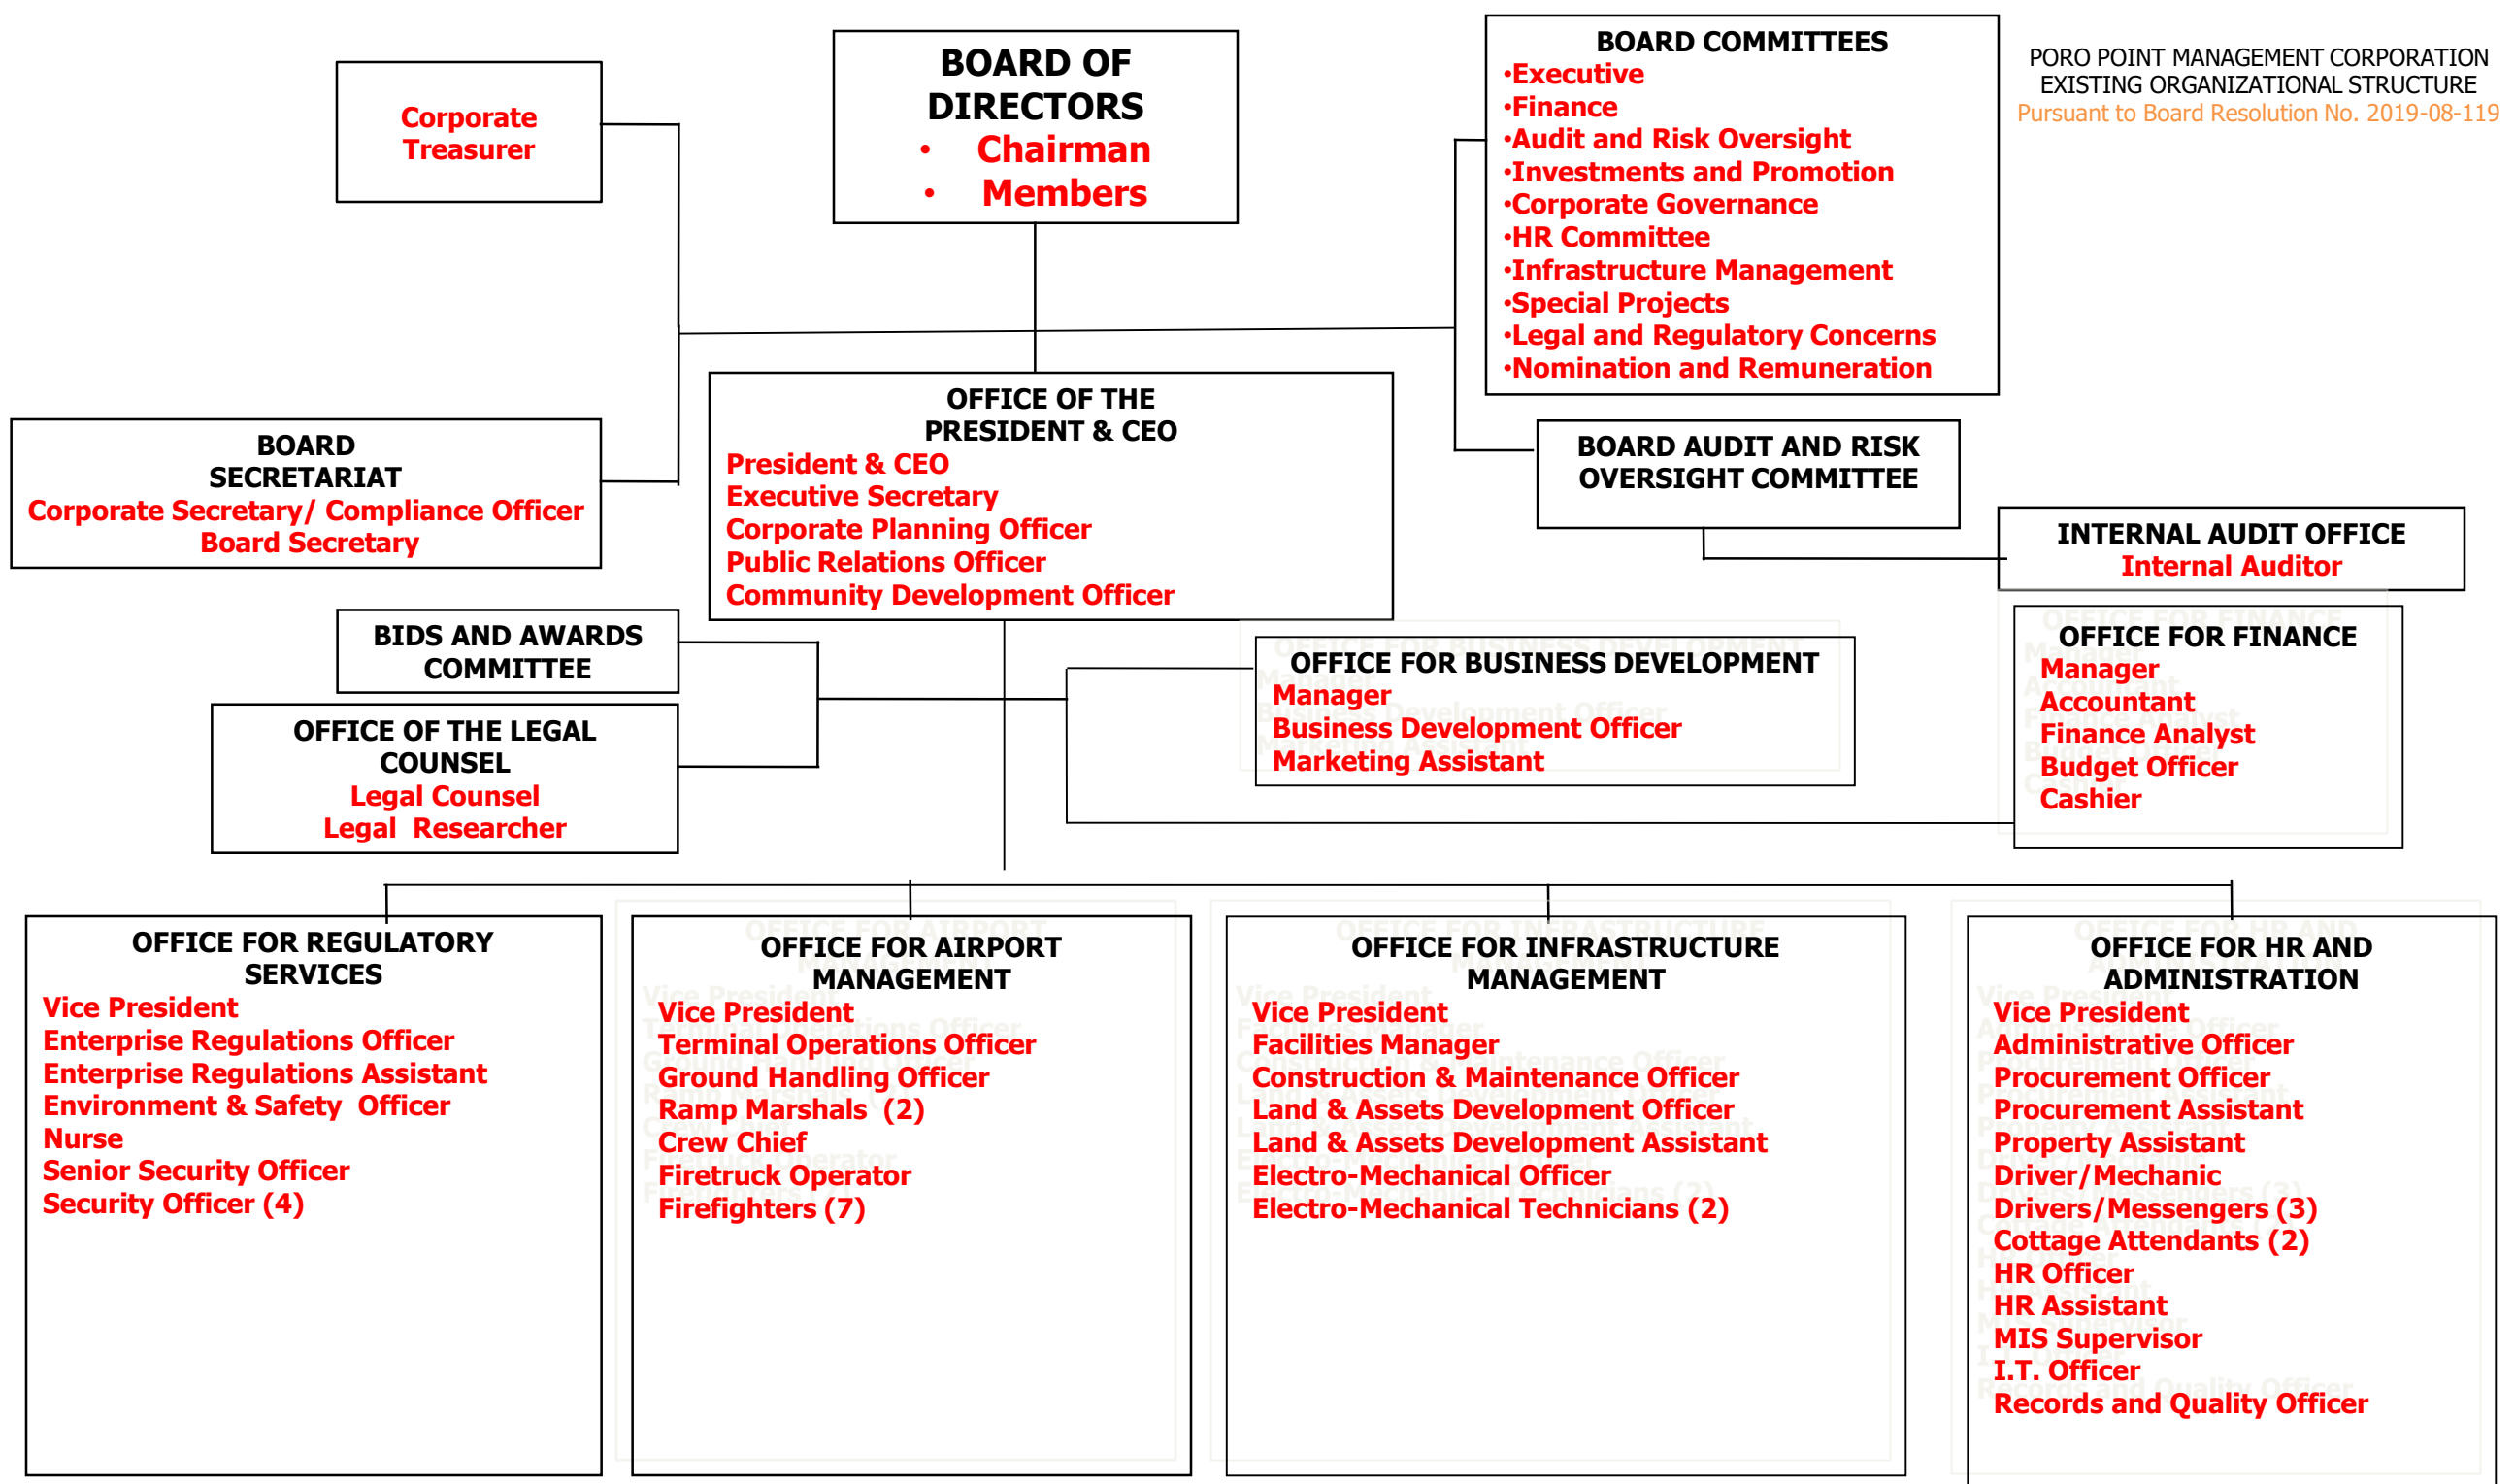 PORO POINT MANAGEMENT CORPORATION
EXISTING ORGANIZATIONAL STRUCTURE
Pursuant to Board Resolution No. 2019-08-119
Corporate
Treasurer
BOARD OF
DIRECTORS
• Chairman
• Members
BOARD COMMITTEES
•Executive
•Finance
•Audit and Risk Oversight
•Investments and Promotion
•Corporate Governance
•HR Committee
•Infrastructure Management
•Special Projects
•Legal and Regulatory Concerns
•Nomination and Remuneration
BOARD
SECRETARIAT
Corporate Secretary/ Compliance Officer
Board Secretary
OFFICE OF THE
PRESIDENT & CEO
President & CEO
Executive Secretary
Corporate Planning Officer
Public Relations Officer
Community Development Officer
BOARD AUDIT AND RISK
OVERSIGHT COMMITTEE
INTERNAL AUDIT OFFICE
Internal Auditor
BIDS AND AWARDS
COMMITTEE
OFFICE OF THE LEGAL
COUNSEL
Legal Counsel
Legal Researcher
OFFICE FOR BUSINESS DEVELOPMENT
Manager
Business Development Officer
Marketing Assistant
OFFICE FOR FINANCE
Manager
Accountant
Finance Analyst
Budget Officer
Cashier
OFFICE FOR REGULATORY
SERVICES
Vice President
Enterprise Regulations Officer
Enterprise Regulations Assistant
Environment & Safety Officer
Nurse
Senior Security Officer
Security Officer (4)
OFFICE FOR AIRPORT
MANAGEMENT
Vice President
Terminal Operations Officer
Ground Handling Officer
Ramp Marshals (2)
Crew Chief
Firetruck Operator
Firefighters (7)
OFFICE FOR INFRASTRUCTURE
MANAGEMENT
Vice President
Facilities Manager
Construction & Maintenance Officer
Land & Assets Development Officer
Land & Assets Development Assistant
Electro-Mechanical Officer
Electro-Mechanical Technicians (2)
OFFICE FOR HR AND
ADMINISTRATION
Vice President
Administrative Officer
Procurement Officer
Procurement Assistant
Property Assistant
Driver/Mechanic
Drivers/Messengers (3)
Cottage Attendants (2)
HR Officer
HR Assistant
MIS Supervisor
I.T. Officer
Records and Quality Officer